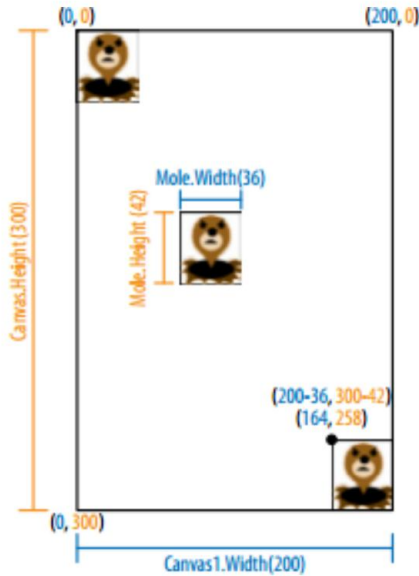 (0, 0)
(200, 0)
Canvas.Height (300)
Mole.Width(36)
Mole.Height (42)
(200-36, 300-42)
(164, 258)
(0, 300)
Canvas1.Width(200)